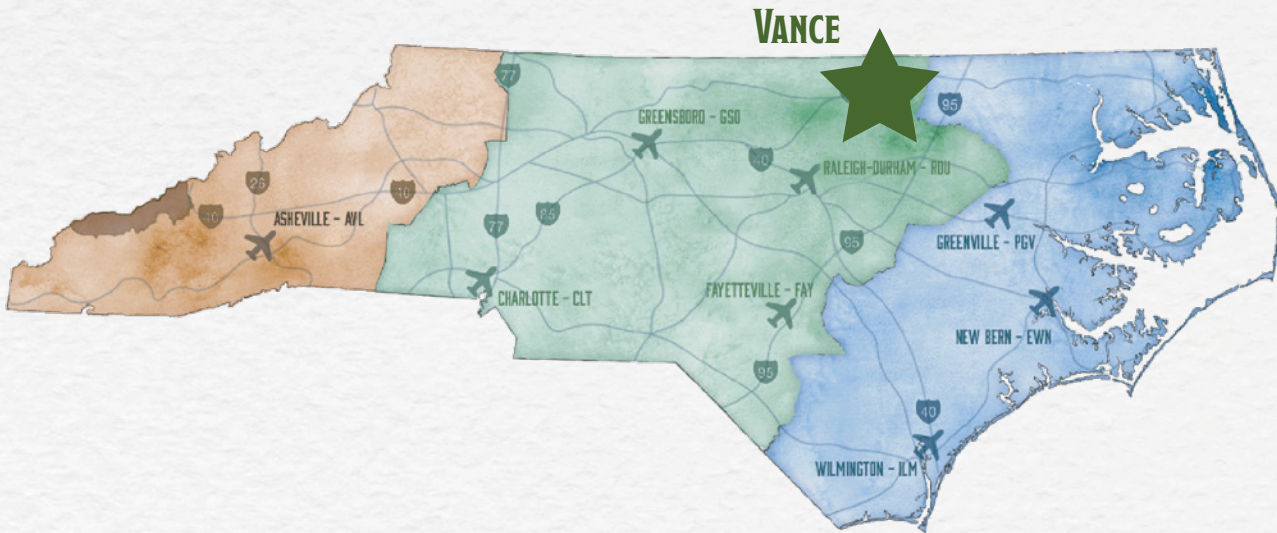 VANCE
77
95
GREENSBORO - GSO
40
RALEIGH-DURHAM - RDU
26
40
40
ASHEVILLE - AVL
77
85
95
GREENVILLE - PGV
CHARLOTTE - CLT
FAYETTEVILLE - FAY
NEW BERN - EWN
95
40
WILMINGTON - ILM